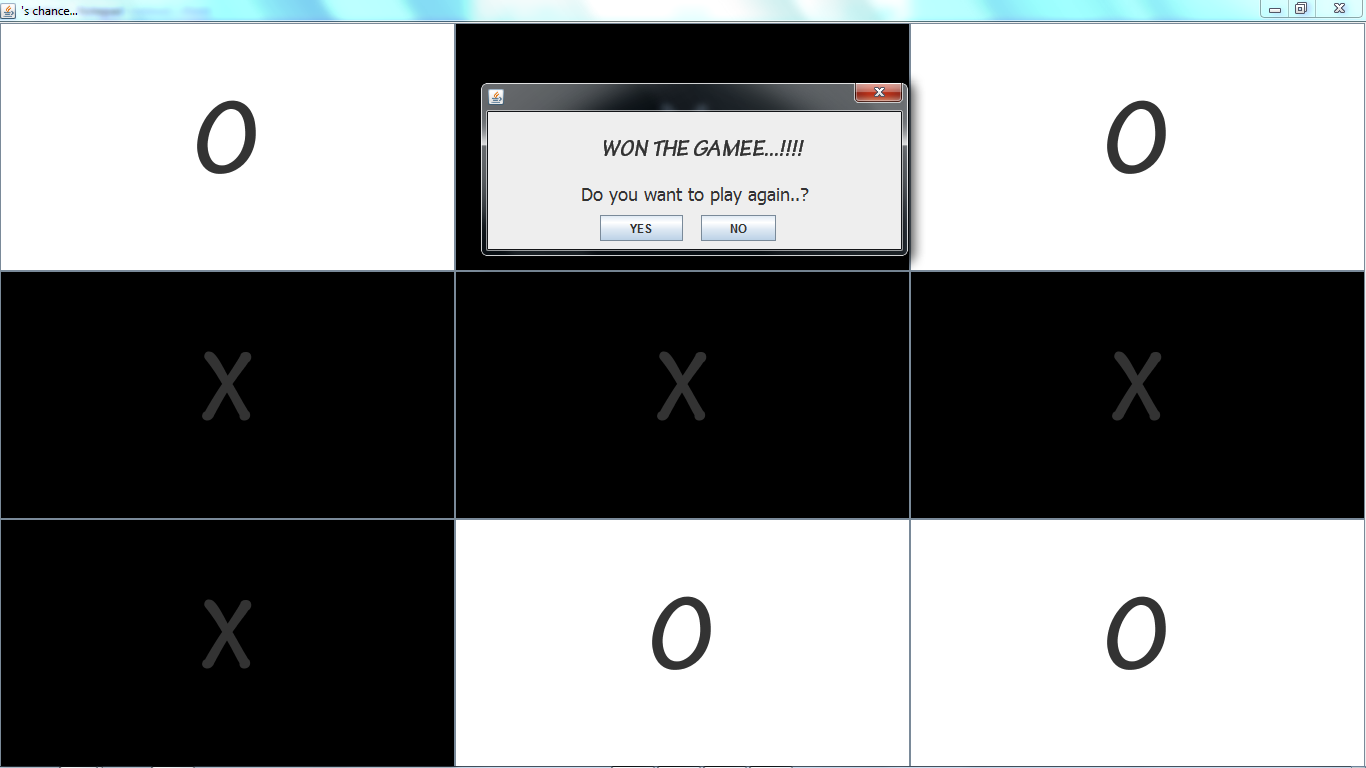 's chance...
O X O
WON THE GAMEE...!!!!
Do you want to play again..?
YES NO
X X X
X O O